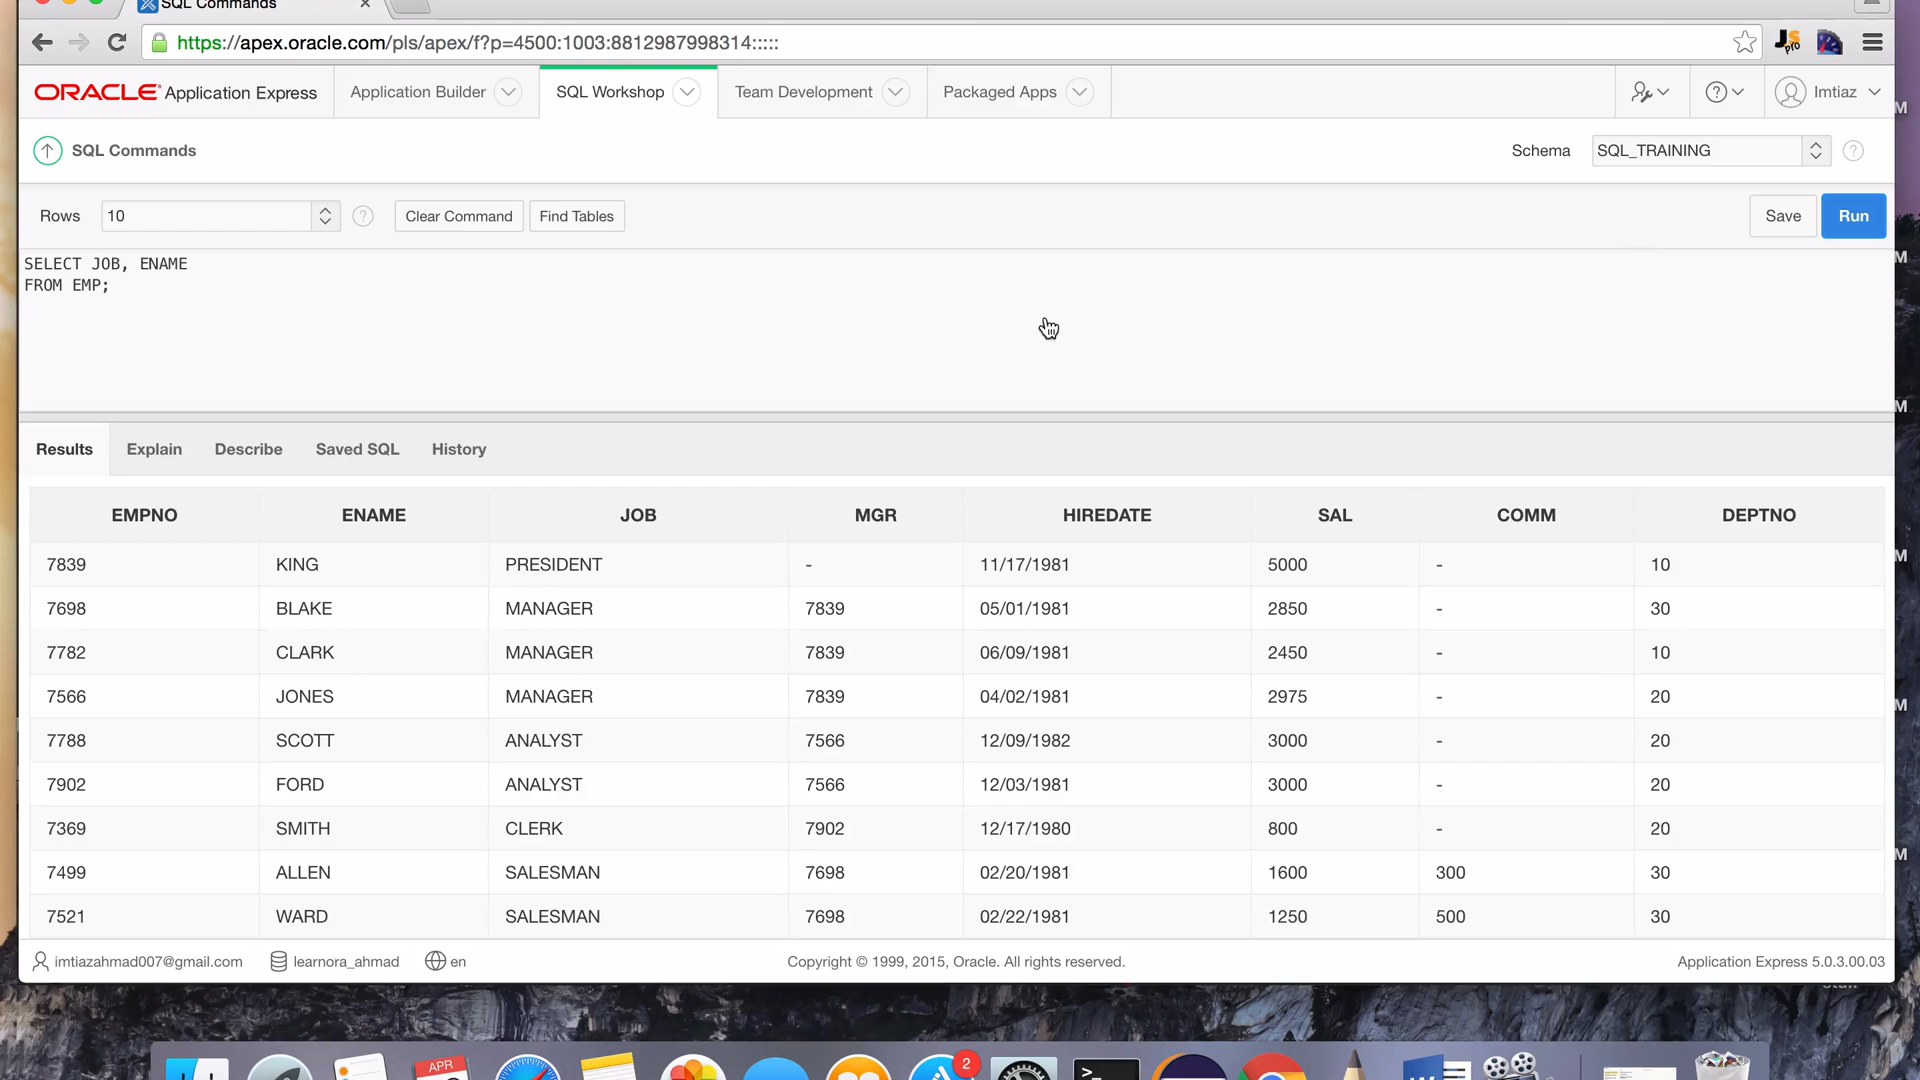 SQL Commands
https://apex.oracle.com/pls/apex/f?p=4500:1003:8812987998314:::::
JS pro
ORACLE Application Express Application Builder SQL Workshop Team Development Packaged Apps Imtiaz
SQL Commands Schema SQL_TRAINING
Rows 10 Clear Command Find Tables Save Run
SELECT JOB, ENAME
FROM EMP;
Results Explain Describe Saved SQL History
EMPNO ENAME JOB MGR HIREDATE SAL COMM DEPTNO
7839 KING PRESIDENT - 11/17/1981 5000 - 10
7698 BLAKE MANAGER 7839 05/01/1981 2850 - 30
7782 CLARK MANAGER 7839 06/09/1981 2450 - 10
7566 JONES MANAGER 7839 04/02/1981 2975 - 20
7788 SCOTT ANALYST 7566 12/09/1982 3000 - 20
7902 FORD ANALYST 7566 12/03/1981 3000 - 20
7369 SMITH CLERK 7902 12/17/1980 800 - 20
7499 ALLEN SALESMAN 7698 02/20/1981 1600 300 30
7521 WARD SALESMAN 7698 02/22/1981 1250 500 30
imtiazahmad007@gmail.com learnora_ahmad en Copyright © 1999, 2015, Oracle. All rights reserved. Application Express 5.0.3.00.03
APR
2